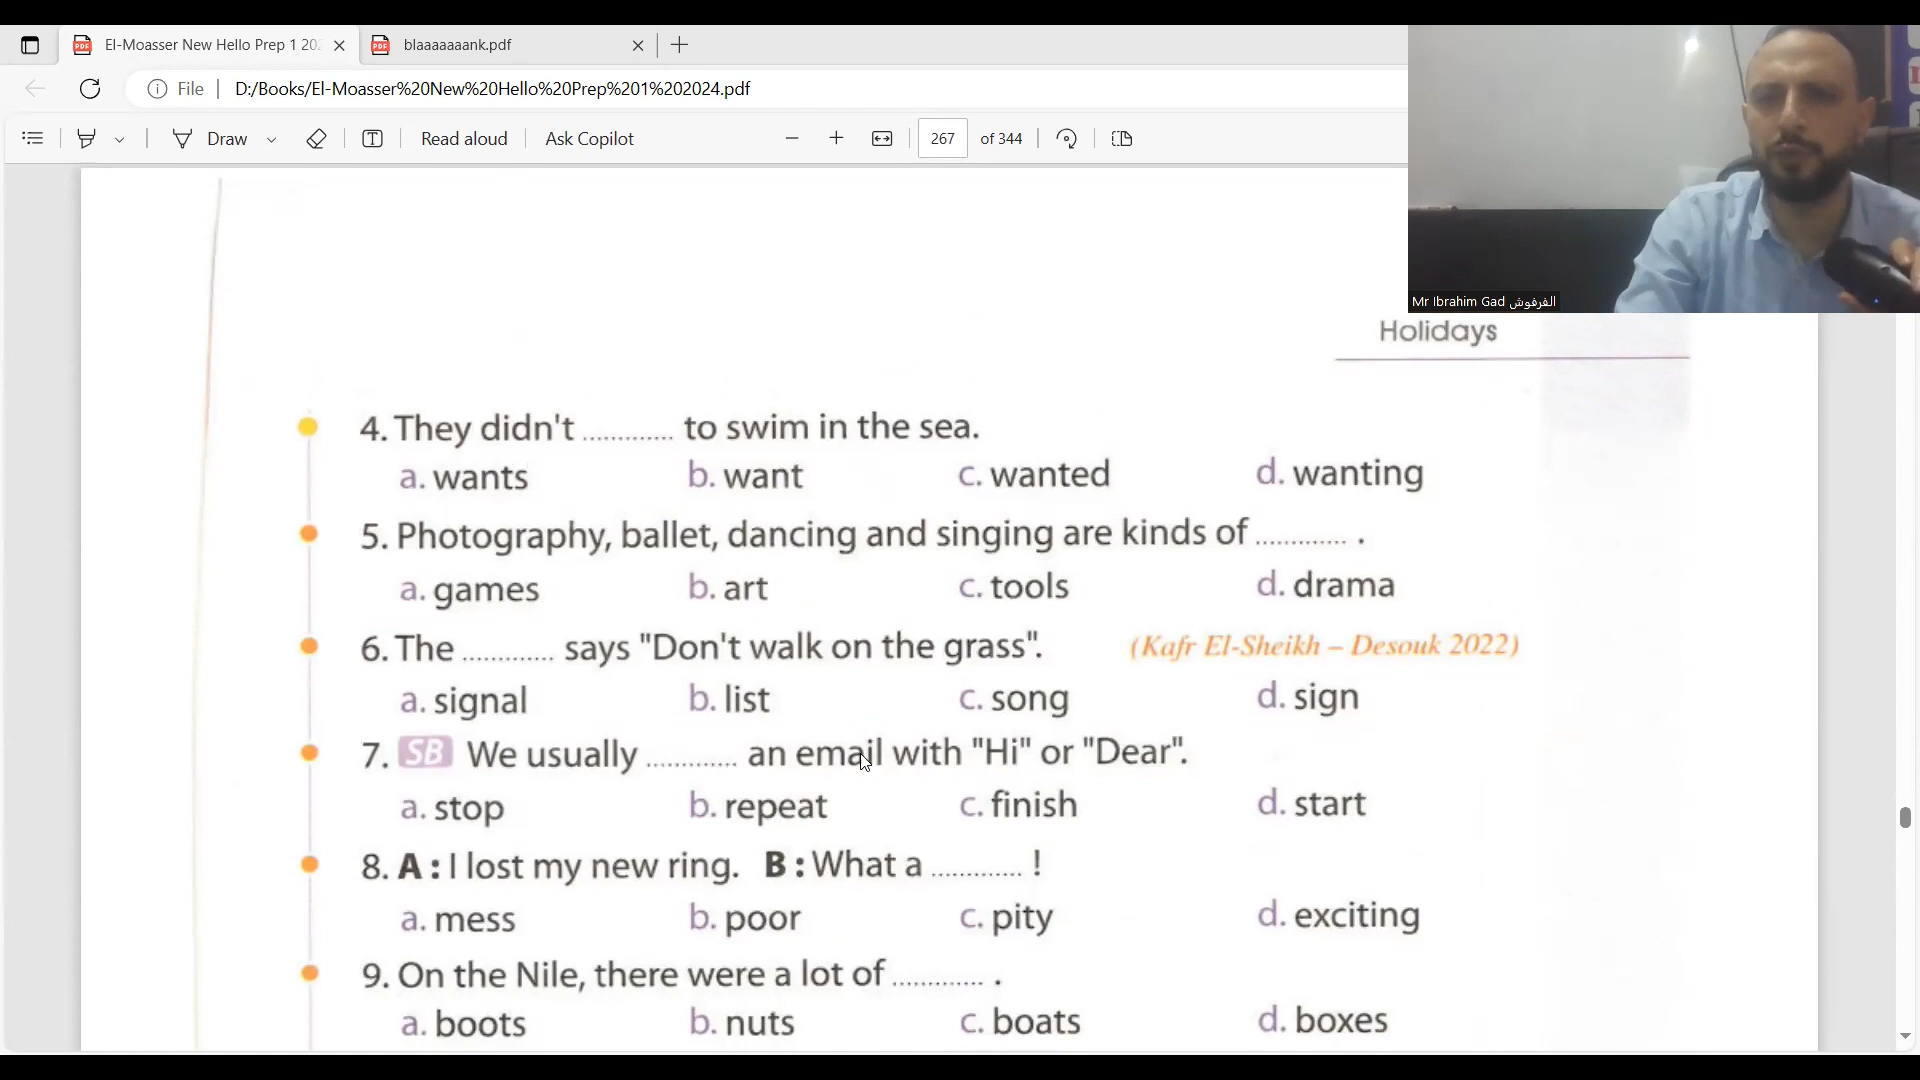 El-Moasser New Hello Prep 1 202
blaaaaaaank.pdf
File
D:/Books/El-Moasser%20New%20Hello%20Prep%201%202024.pdf
Draw
Read aloud
Ask Copilot
267
of 344
Mr Ibrahim Gad الفرفوش
Holidays
4. They didn't ............ to swim in the sea.
a. wants b. want c. wanted d. wanting
5. Photography, ballet, dancing and singing are kinds of ............ .
a. games b. art c. tools d. drama
6. The ............ says "Don't walk on the grass". (Kafr El-Sheikh – Desouk 2022)
a. signal b. list c. song d. sign
7. SB We usually ............ an email with "Hi" or "Dear".
a. stop b. repeat c. finish d. start
8. A : I lost my new ring. B : What a ............ !
a. mess b. poor c. pity d. exciting
9. On the Nile, there were a lot of ............ .
a. boots b. nuts c. boats d. boxes